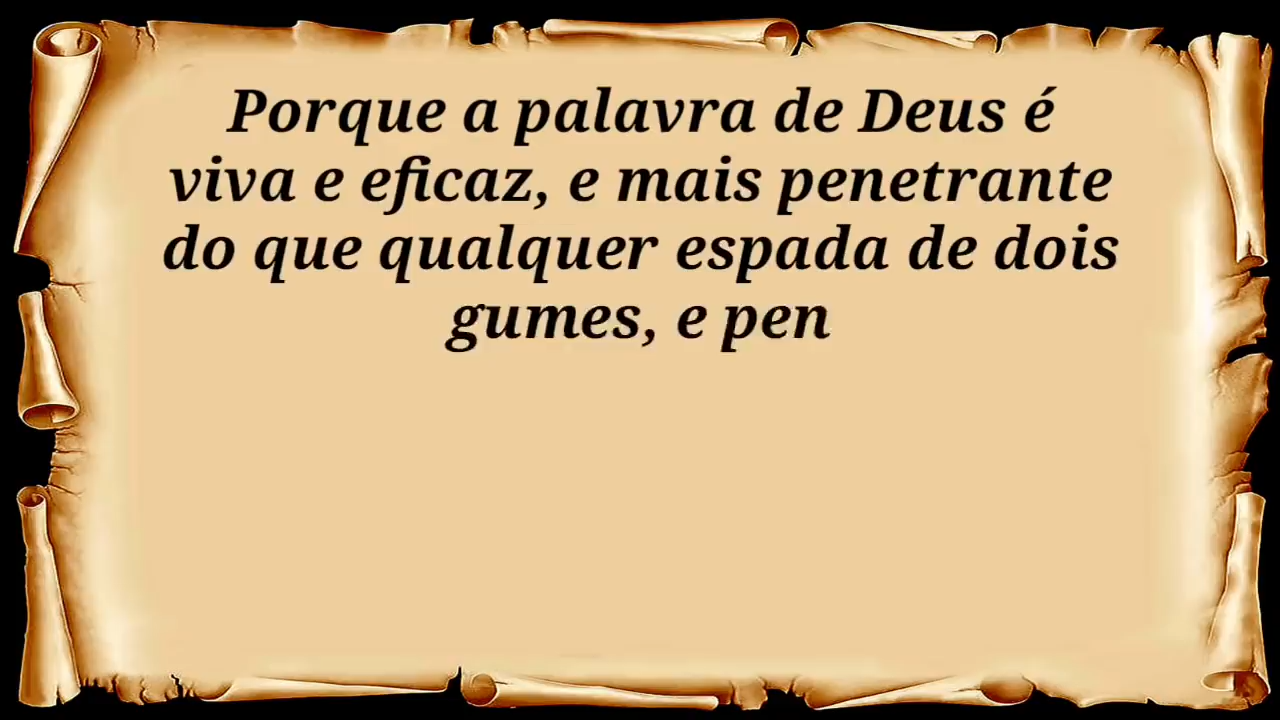 Porque a palavra de Deus é
viva e eficaz, e mais penetrante
do que qualquer espada de dois
gumes, e pen